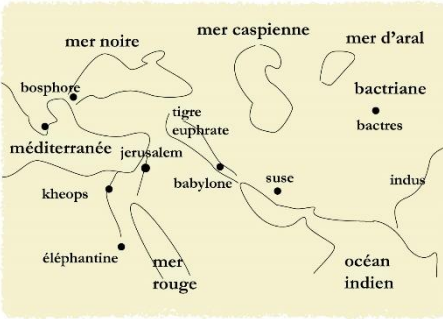 mer noire
mer caspienne
mer d'aral
bosphore
bactriane
tigre
euphrate
bactres
méditerranée
jerusalem
babylone
suse
indus
kheops
éléphantine
mer
rouge
océan
indien